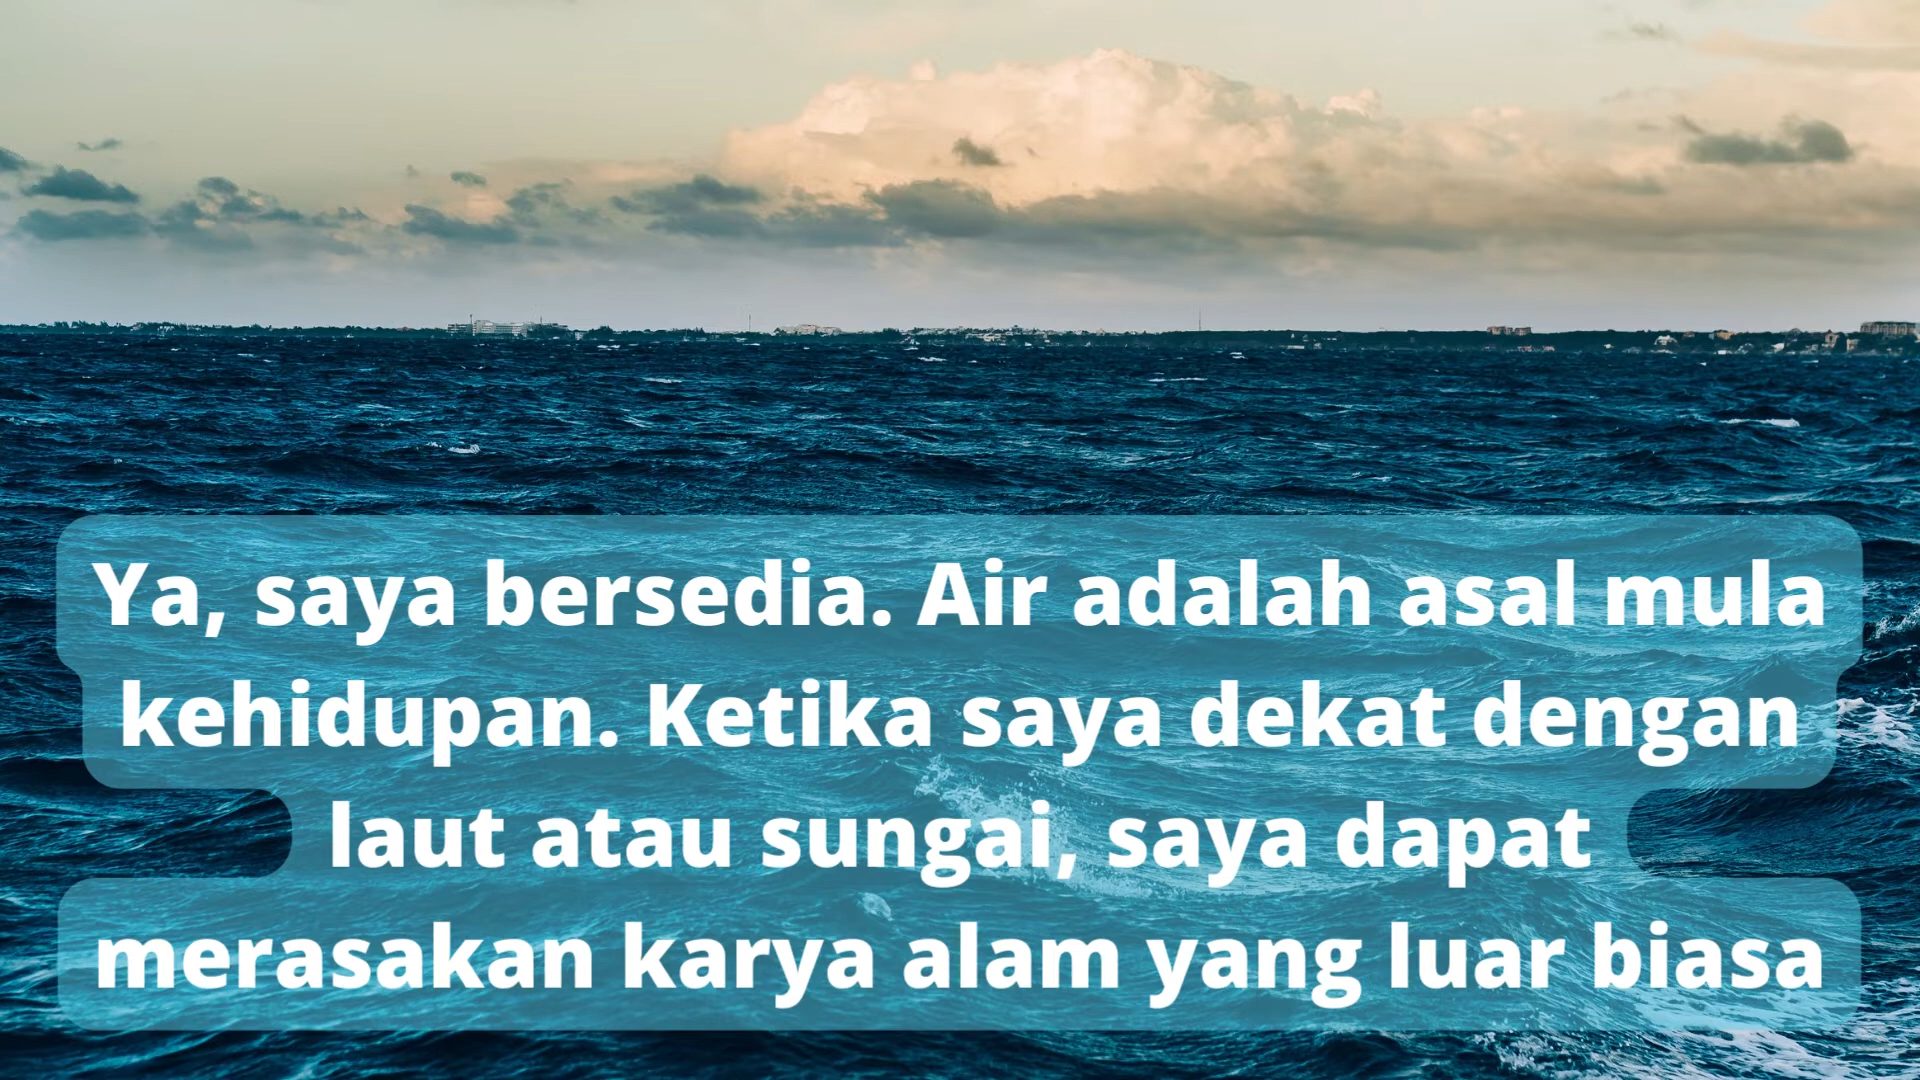 Ya, saya bersedia. Air adalah asal mula
kehidupan. Ketika saya dekat dengan
laut atau sungai, saya dapat
merasakan karya alam yang luar biasa